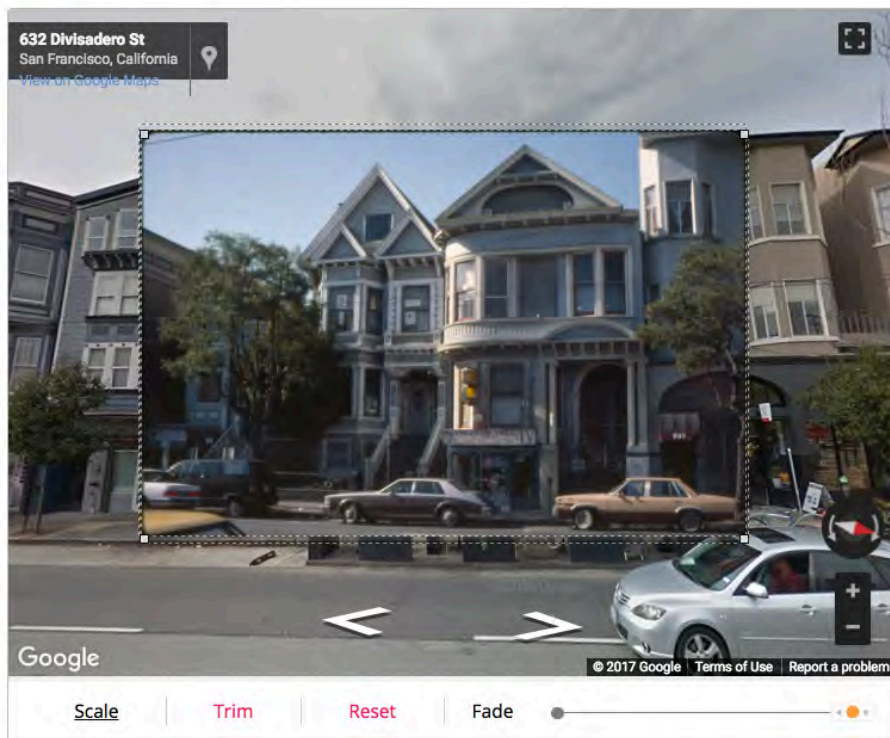 632 Divisadero St
San Francisco, California
View on Google Maps
Google
© 2017 Google Terms of Use Report a problem
Scale Trim Reset Fade